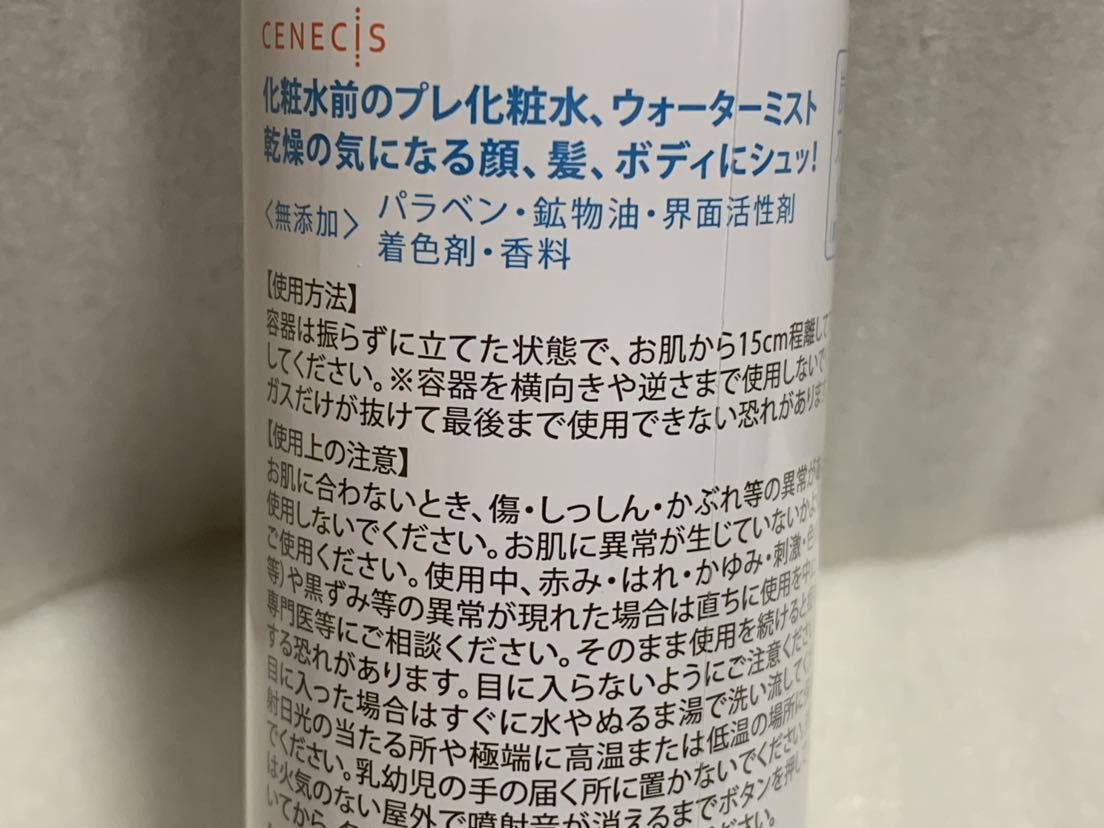 CENECIS
化粧水前のプレ化粧水、ウォーターミスト
乾燥の気になる顔、髪、ボディにシュッ!
〈無添加〉 パラベン・鉱物油・界面活性剤
着色剤・香料
【使用方法】
容器は振らずに立てた状態で、お肌から15cm程離して
してください。※容器を横向きや逆さまで使用しないで
ガスだけが抜けて最後まで使用できない恐れがありま
【使用上の注意】
お肌に合わないとき、傷・しっしん・かぶれ等の異常が
使用しないでください。お肌に異常が生じていないかよ
ご使用ください。使用中、赤み・はれ・かゆみ・刺激・色
等)や黒ずみ等の異常が現れた場合は直ちに使用を中
専門医等にご相談ください。そのまま使用を続けると
する恐れがあります。目に入らないようにご注意くださ
目に入った場合はすぐに水やぬるま湯で洗い流して
射日光の当たる所や極端に高温または低温の場所に
でください。乳幼児の手の届く所に置かないでください。
は火気のない屋外で噴射音が消えるまでボタンを押し
いてから、
ださい。